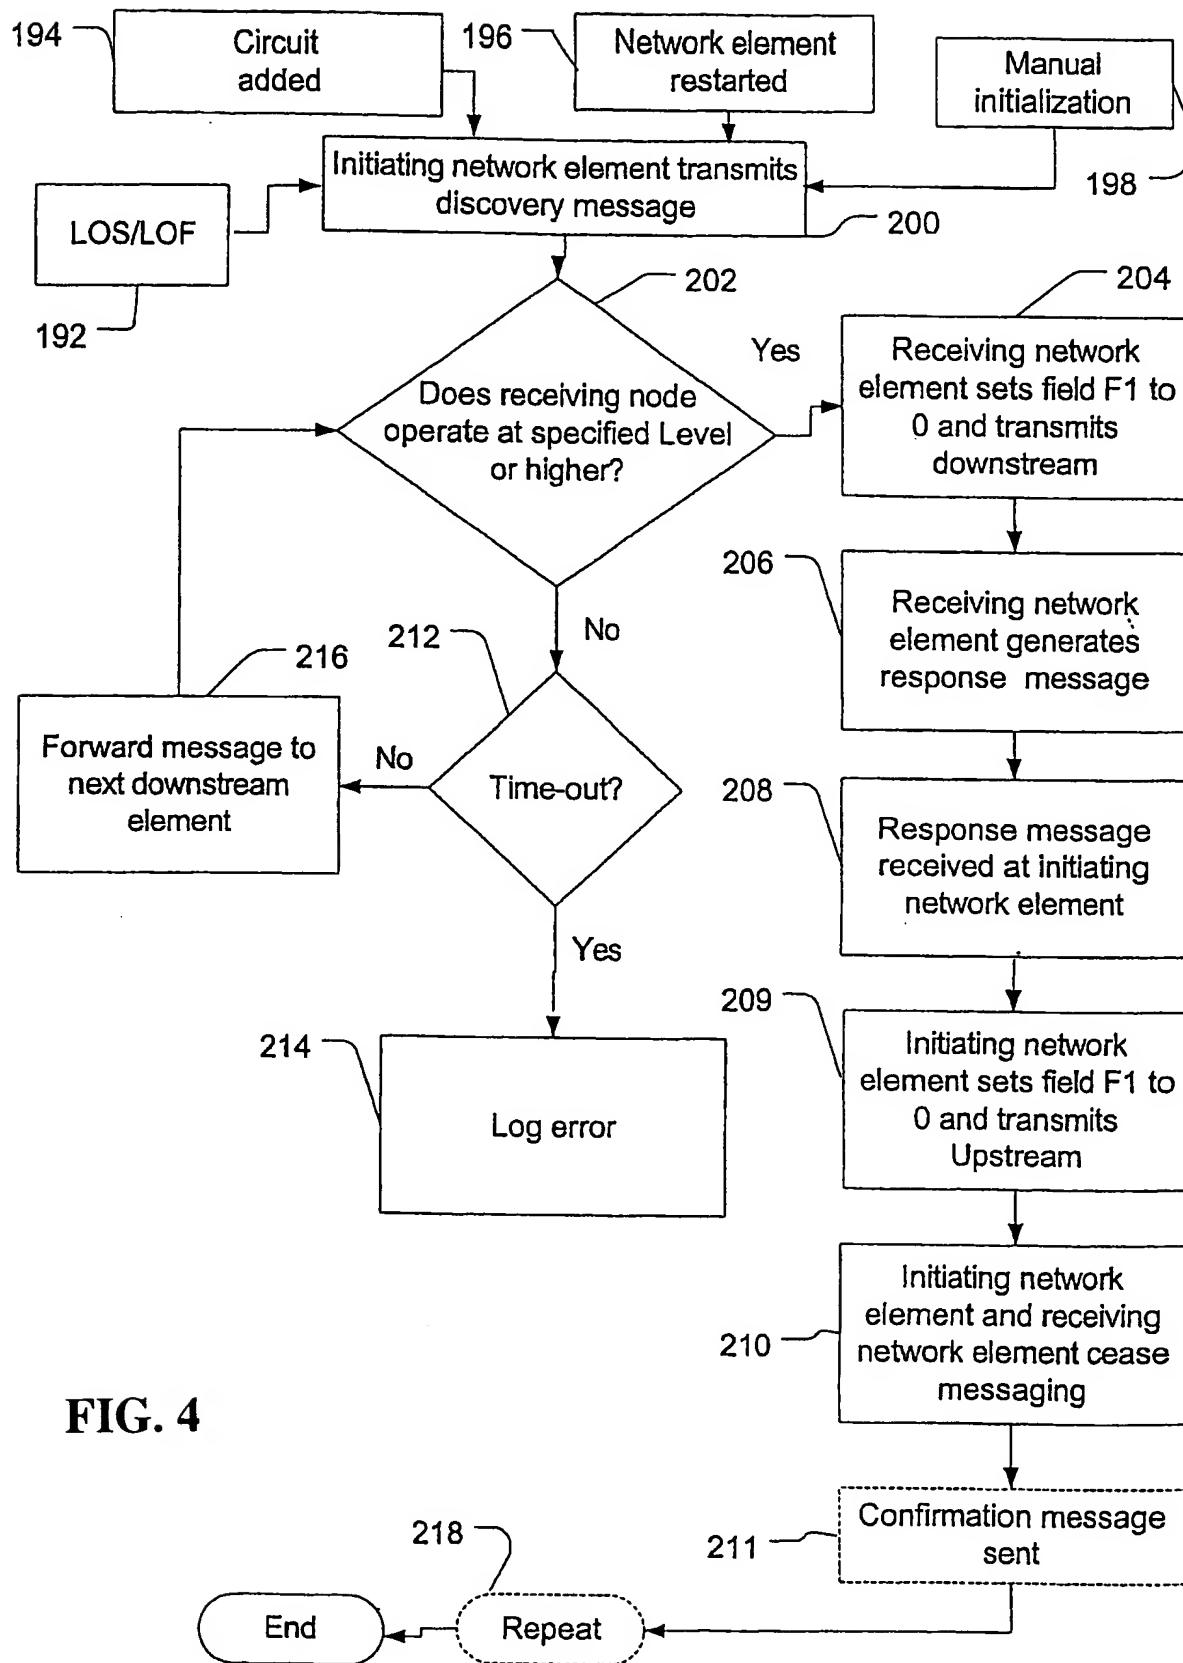 194
Circuit
added
196
Network element
restarted
Manual
initialization
198
Initiating network element transmits
discovery message
200
LOS/LOF
192
202
Does receiving node
operate at specified Level
or higher?
Yes
204
Receiving network
element sets field F1 to
0 and transmits
downstream
206
Receiving network
element generates
response message
No
212
216
Forward message to
next downstream
element
No
Time-out?
208
Response message
received at initiating
network element
Yes
209
Initiating network
element sets field F1 to
0 and transmits
Upstream
214
Log error
210
Initiating network
element and receiving
network element cease
messaging
FIG. 4
211
Confirmation message
sent
218
End
Repeat